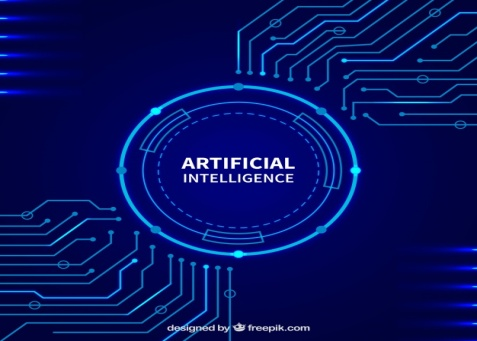 ARTIFICIAL
INTELLIGENCE
designed by freepik.com